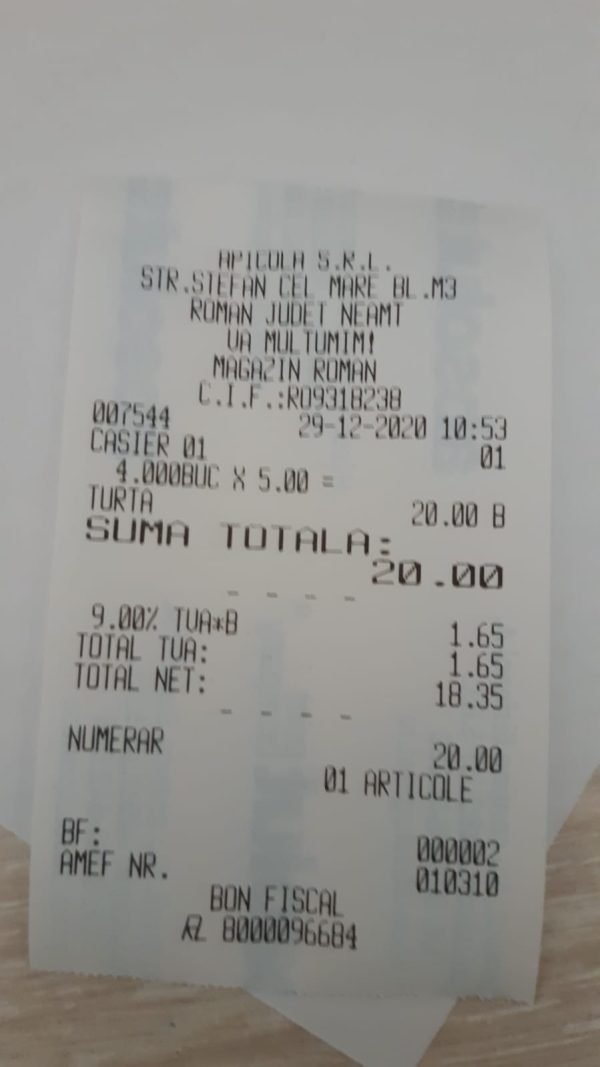 APICOLA S.R.L.
STR.STEFAN CEL MARE BL.M3
ROMAN JUDET NEAMT
VA MULTUMIM!
MAGAZIN ROMAN
C.I.F.:RO9318238
007544 29-12-2020 10:53
CASIER 01 01
4.000BUC X 5.00 =
TURTA 20.00 B
SUMA TOTALA:
20.00
- - - -
9.00% TVA*B 1.65
TOTAL TVA: 1.65
TOTAL NET: 18.35
- - - -
NUMERAR 20.00
01 ARTICOLE
BF: 000002
AMEF NR. 010310
BON FISCAL
8000096684